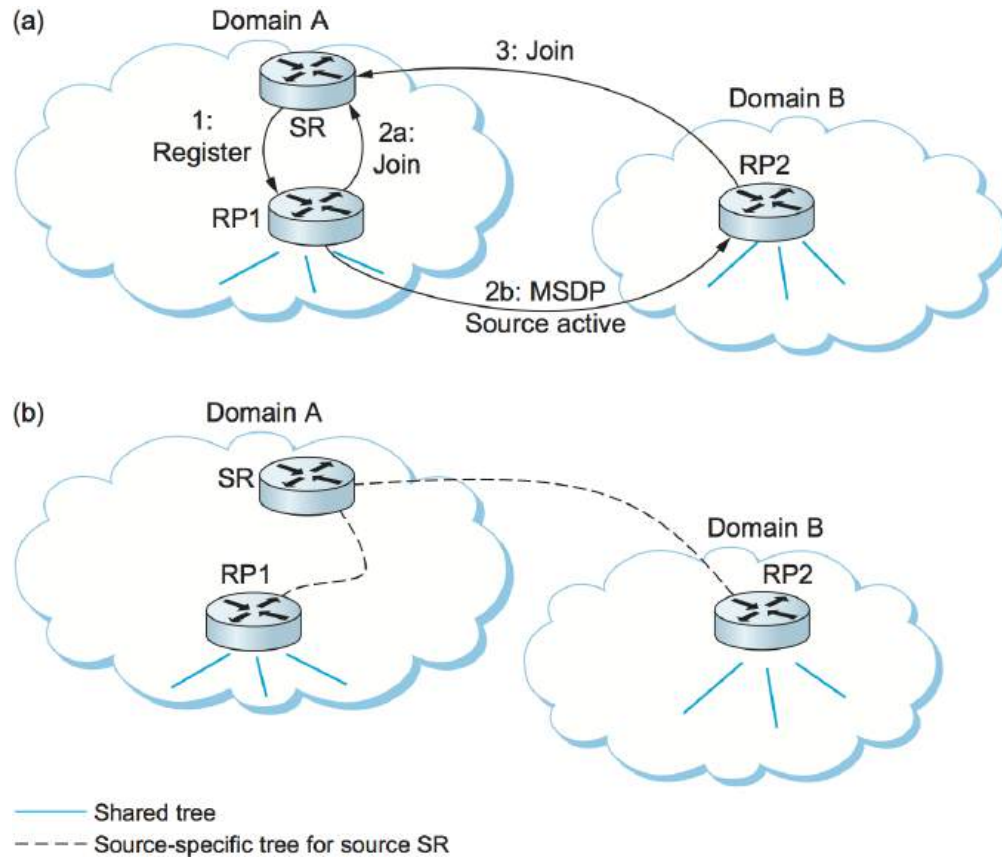 (a)
Domain A
3: Join
Domain B
SR
1:
Register
2a:
Join
RP2
RP1
2b: MSDP
Source active
(b)
Domain A
SR
Domain B
RP1
RP2
Shared tree
Source-specific tree for source SR